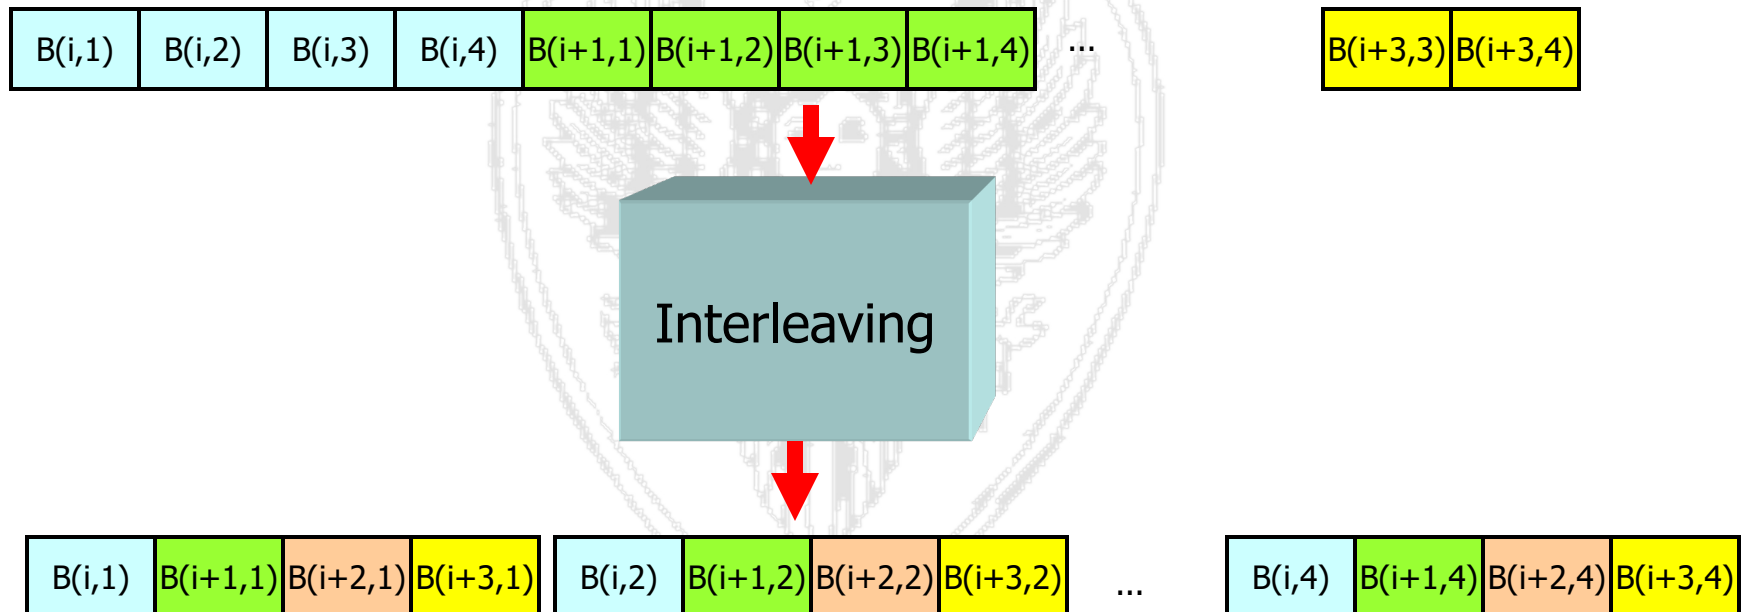 B(i,1) B(i,2) B(i,3) B(i,4) B(i+1,1) B(i+1,2) B(i+1,3) B(i+1,4) ... B(i+3,3) B(i+3,4)
Interleaving
B(i,1) B(i+1,1) B(i+2,1) B(i+3,1) B(i,2) B(i+1,2) B(i+2,2) B(i+3,2) ... B(i,4) B(i+1,4) B(i+2,4) B(i+3,4)